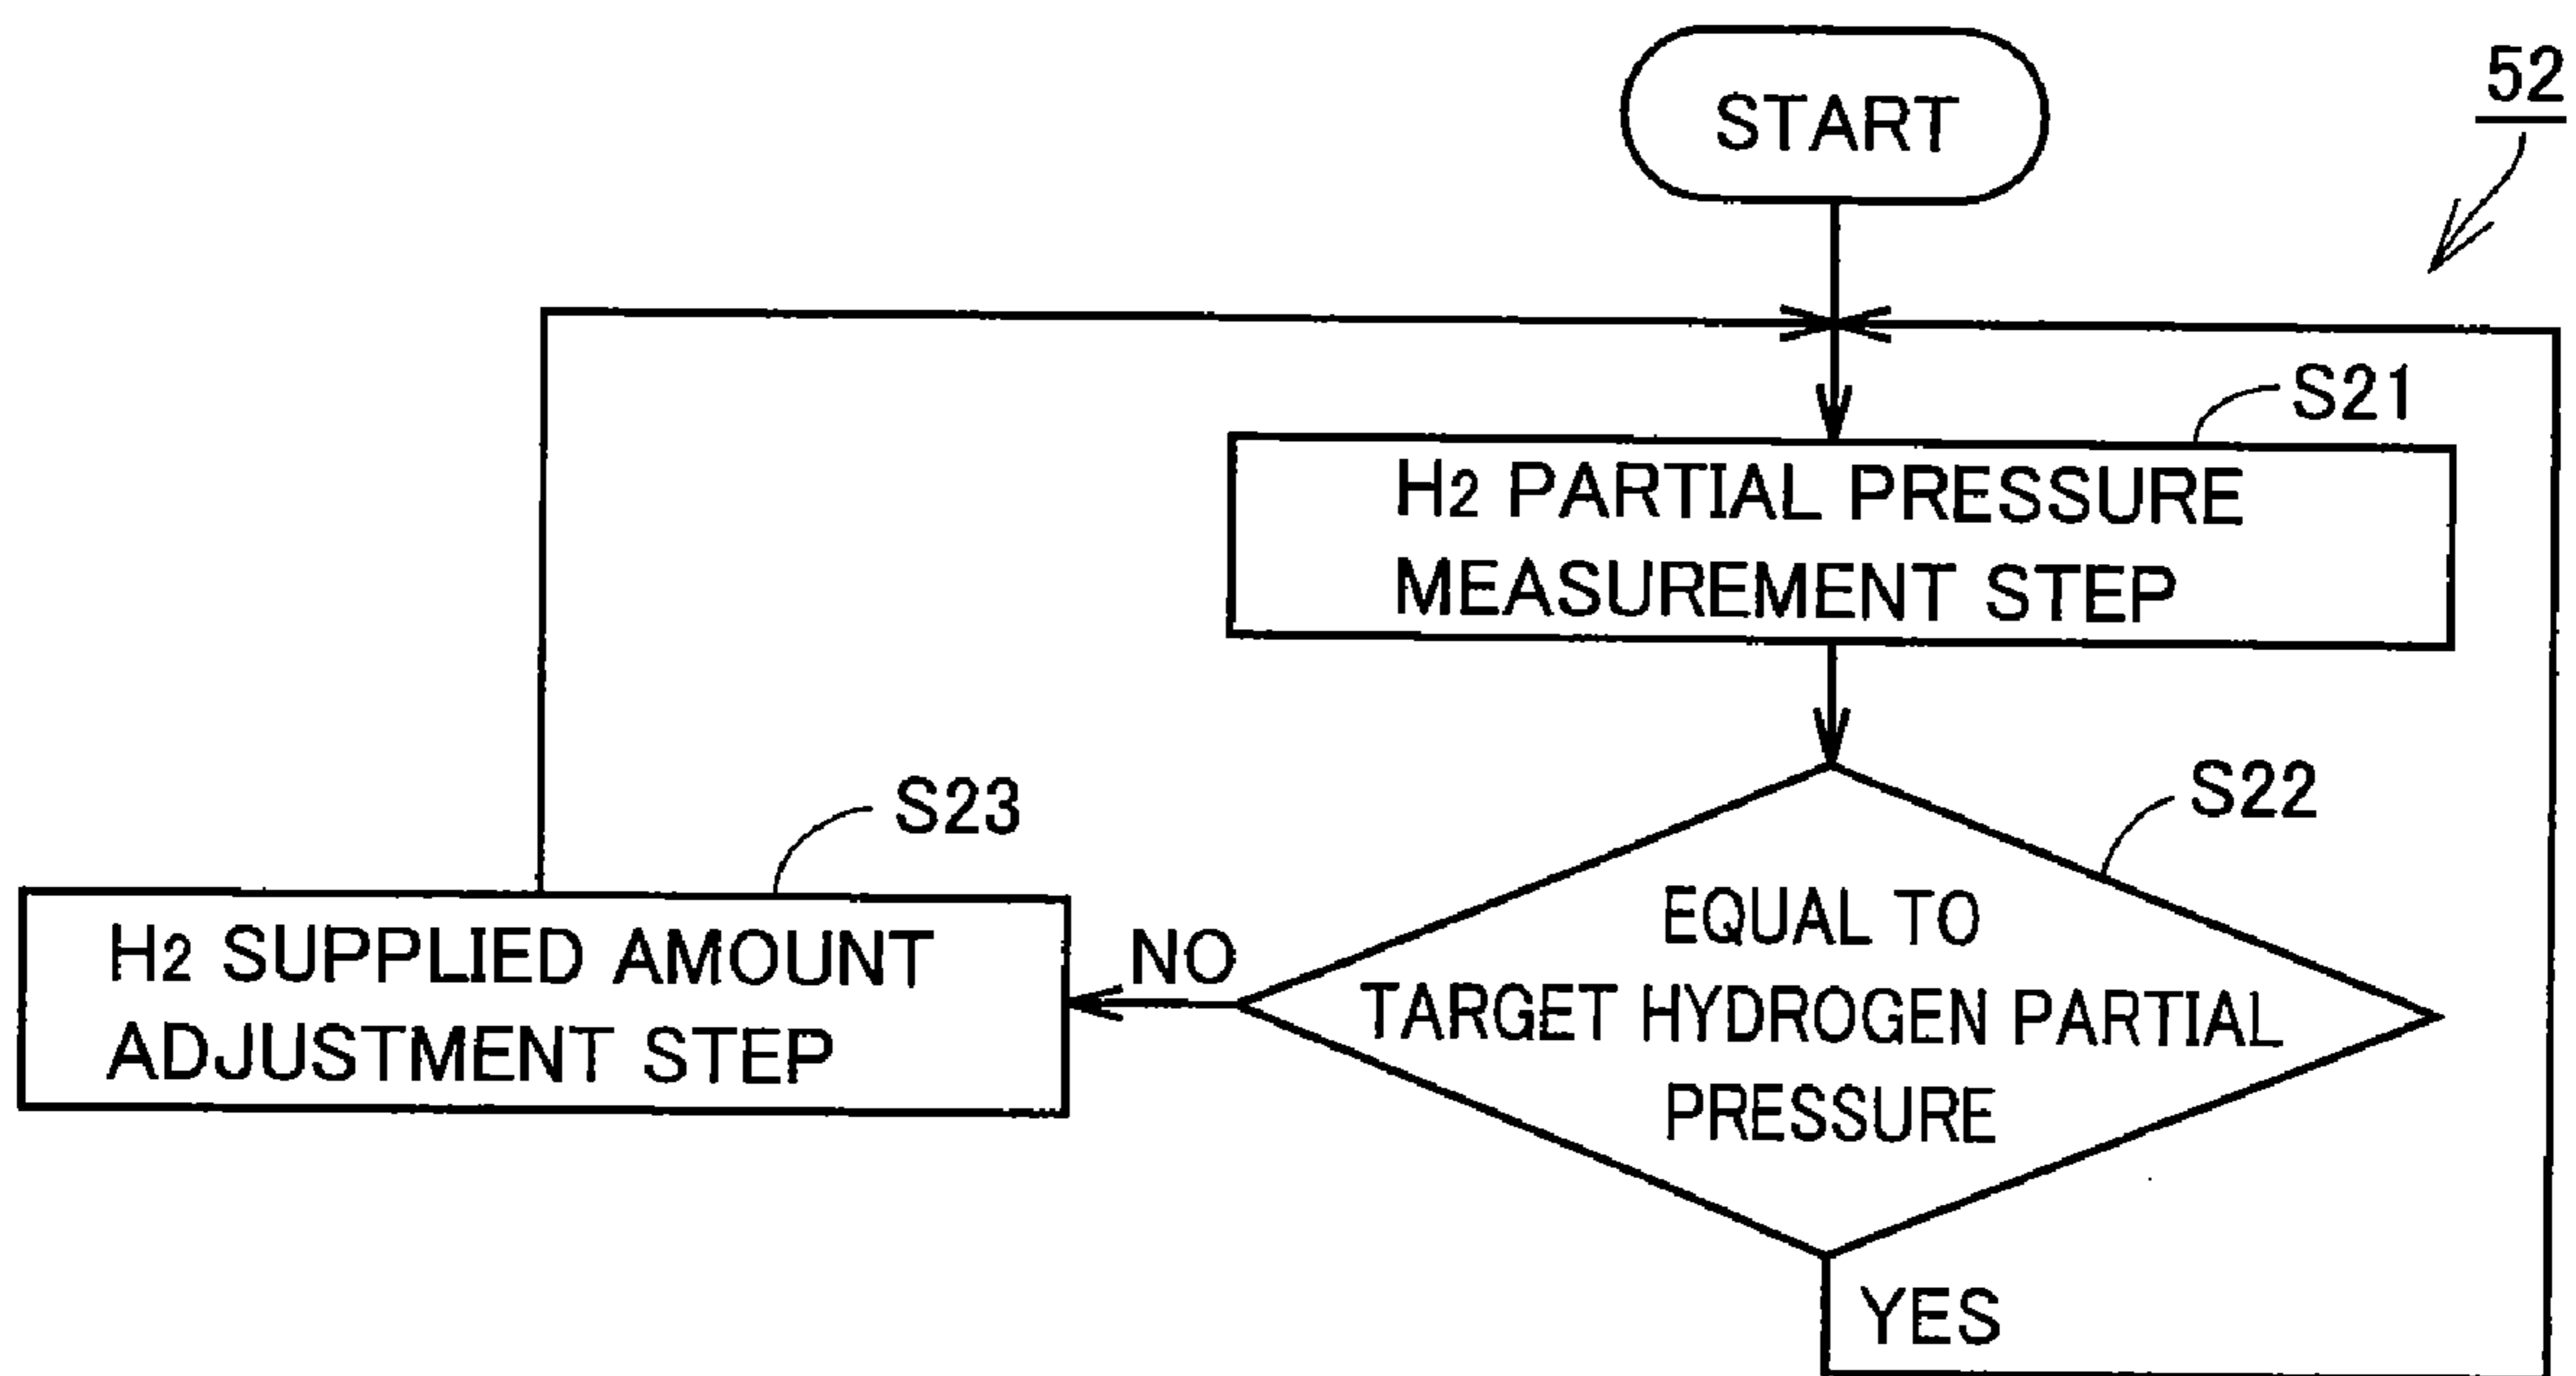 START
52
S21
H2 PARTIAL PRESSURE
MEASUREMENT STEP
S22
EQUAL TO
TARGET HYDROGEN PARTIAL
PRESSURE
NO
YES
S23
H2 SUPPLIED AMOUNT
ADJUSTMENT STEP